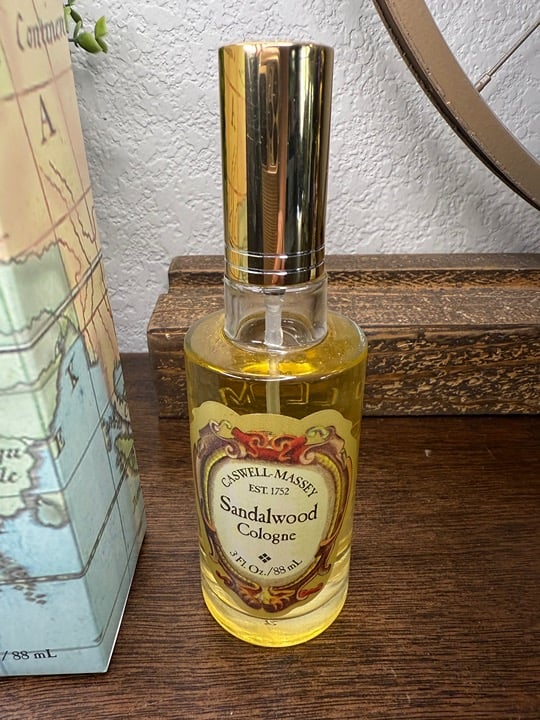 Continent
A
K
E
/ 88 mL
CASWELL-MASSEY
EST. 1752
Sandalwood
Cologne
3 FL OZ./88 mL